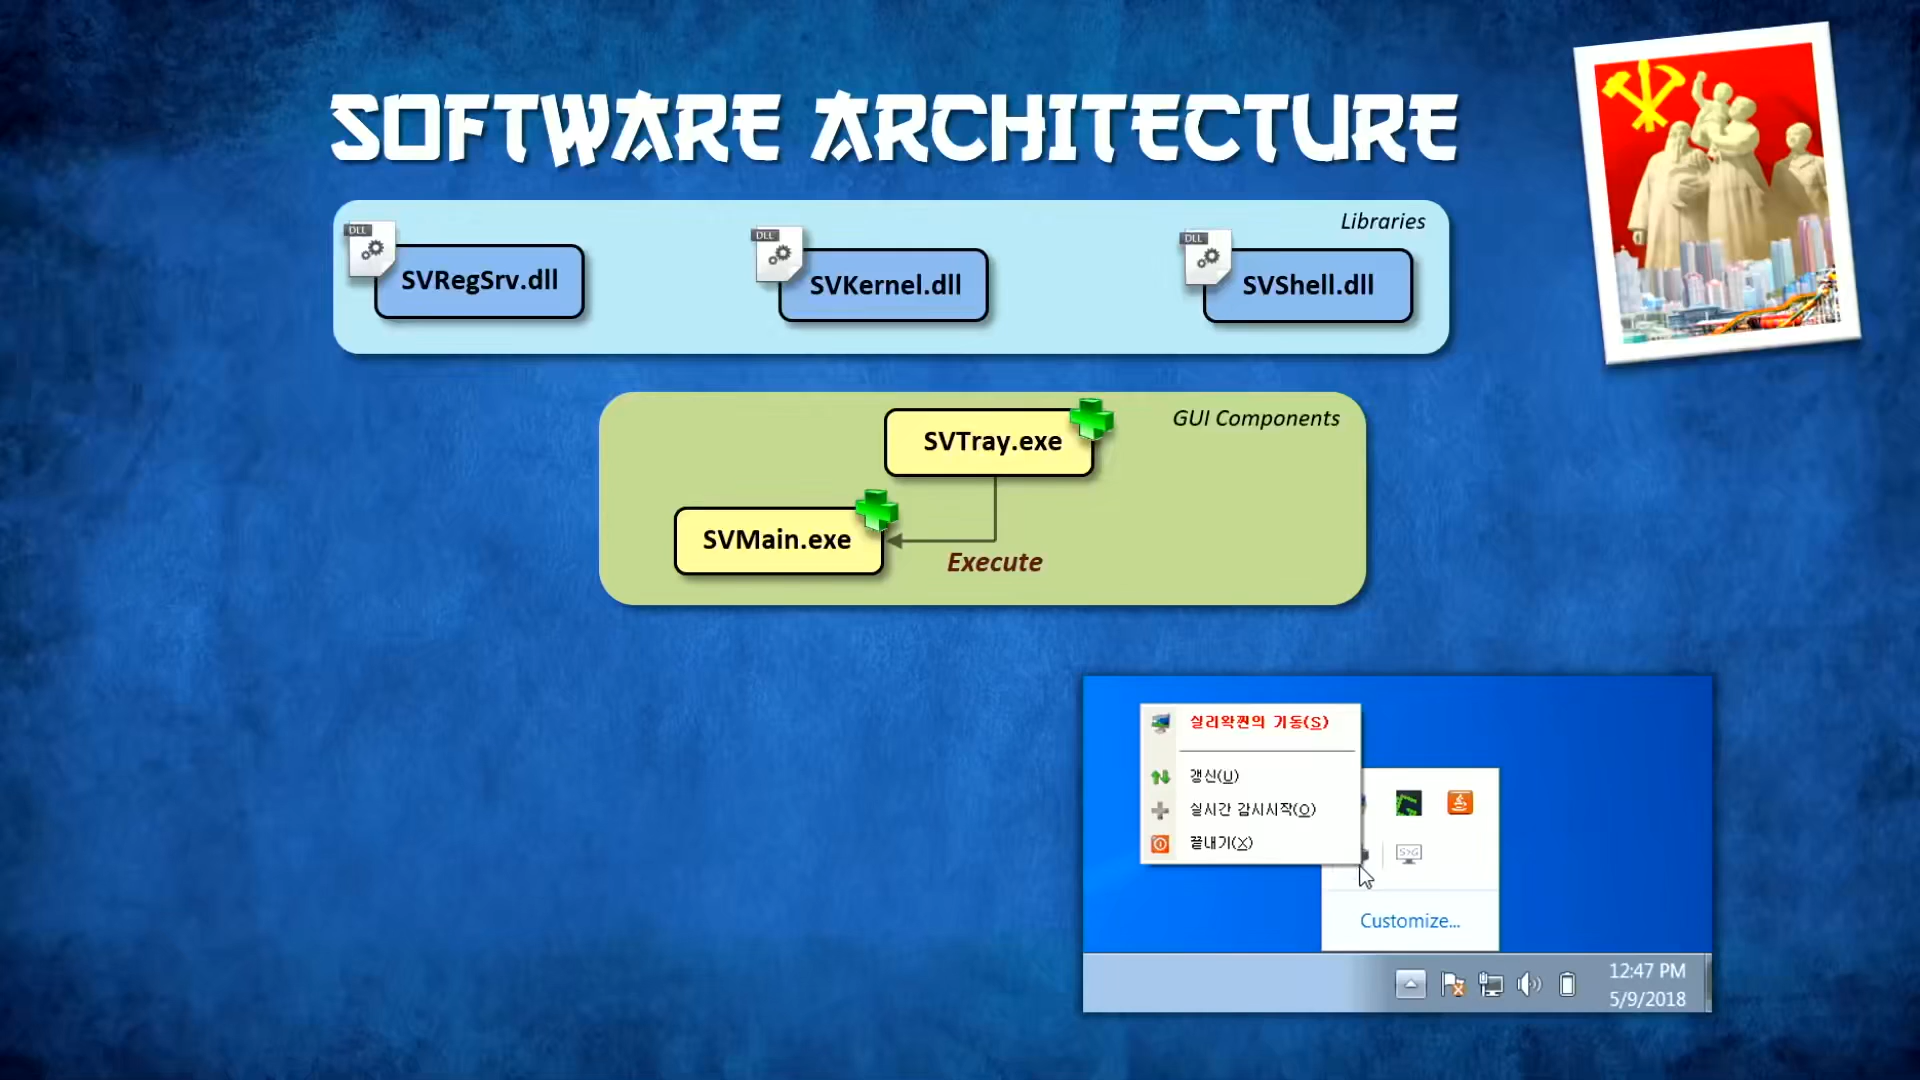 SOFTWARE ARCHITECTURE
Libraries
DLL
SVRegSrv.dll
DLL
SVKernel.dll
DLL
SVShell.dll
GUI Components
SVTray.exe
SVMain.exe
Execute
실리왁찐의 기동(S)
갱신(U)
실시간 감시시작(O)
끝내기(X)
Customize...
12:47 PM
5/9/2018